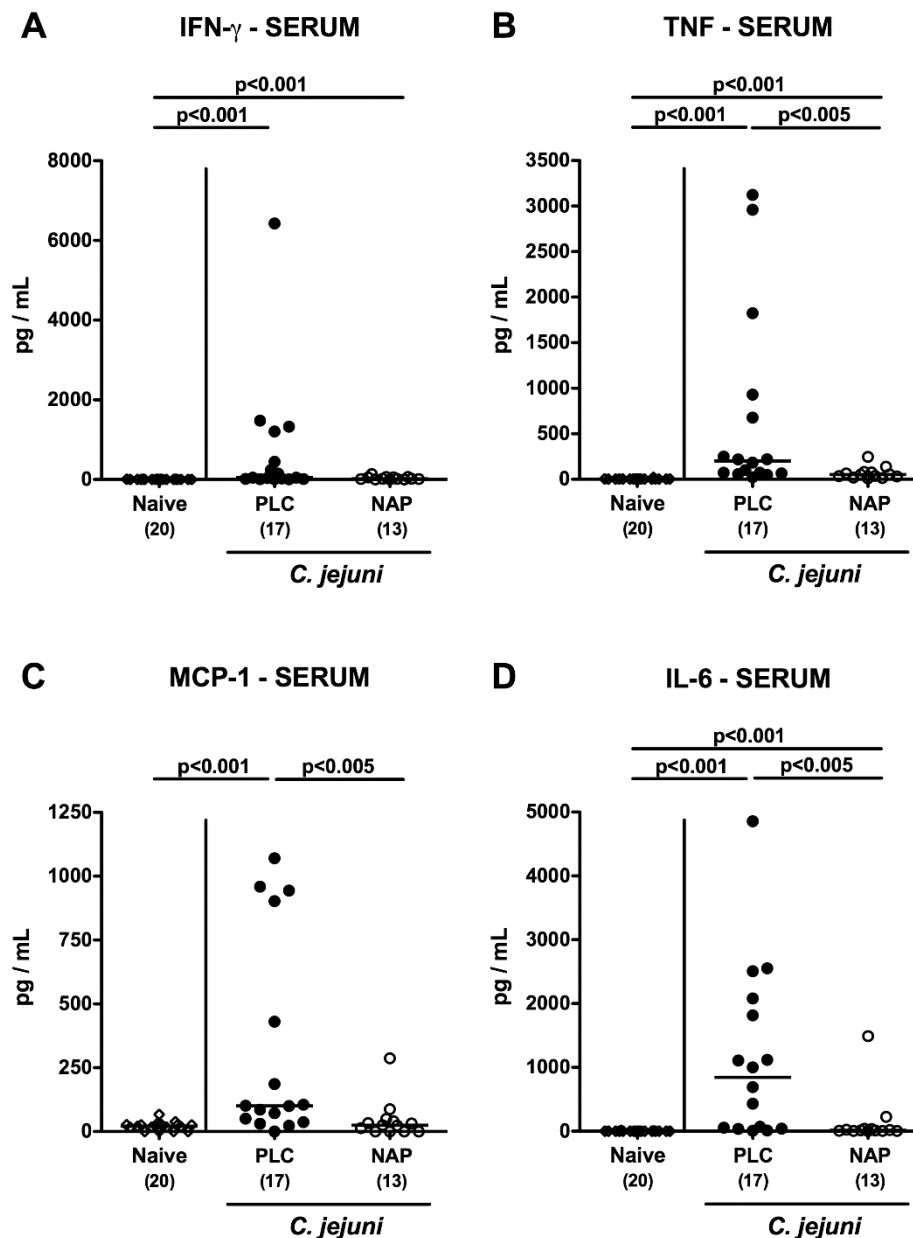 A
IFN-γ - SERUM
p<0.001
p<0.001
8000
6000
4000
2000
0
pg / mL
Naive
PLC
NAP
(20)
(17)
(13)
C. jejuni
B
TNF - SERUM
p<0.001
p<0.001
p<0.005
3500
3000
2500
2000
1500
1000
500
0
pg / mL
Naive
PLC
NAP
(20)
(17)
(13)
C. jejuni
C
MCP-1 - SERUM
p<0.001
p<0.005
1250
1000
750
500
250
0
pg / mL
Naive
PLC
NAP
(20)
(17)
(13)
C. jejuni
D
IL-6 - SERUM
p<0.001
p<0.001
p<0.005
5000
4000
3000
2000
1000
0
pg / mL
Naive
PLC
NAP
(20)
(17)
(13)
C. jejuni